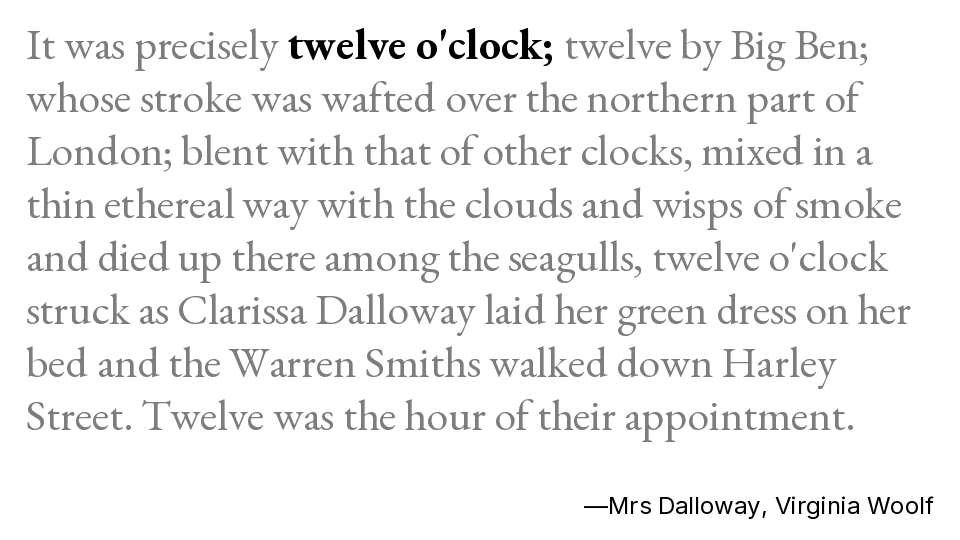 It was precisely twelve o'clock; twelve by Big Ben;
whose stroke was wafted over the northern part of
London; blent with that of other clocks, mixed in a
thin ethereal way with the clouds and wisps of smoke
and died up there among the seagulls, twelve o'clock
struck as Clarissa Dalloway laid her green dress on her
bed and the Warren Smiths walked down Harley
Street. Twelve was the hour of their appointment.
—Mrs Dalloway, Virginia Woolf